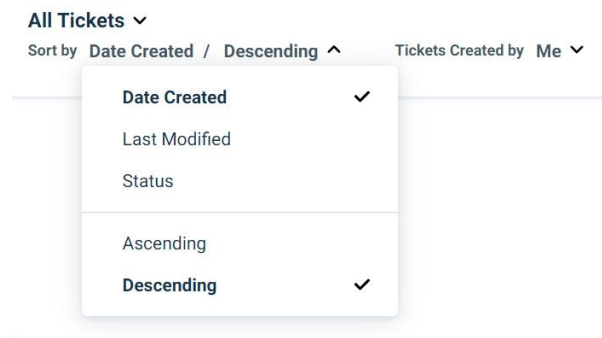 All Tickets
Sort by Date Created / Descending Tickets Created by Me
Date Created
Last Modified
Status
Ascending
Descending